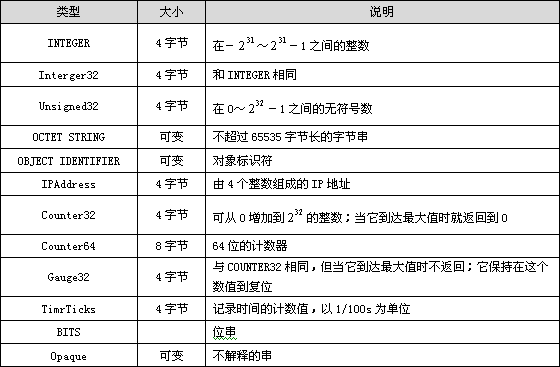 类型 大小 说明
INTEGER 4字节 在－2³¹～2³¹－1之间的整数
Interger32 4字节 和INTEGER相同
Unsigned32 4字节 在0～2³²－1之间的无符号数
OCTET STRING 可变 不超过65535字节长的字节串
OBJECT IDENTIFIER 可变 对象标识符
IPAddress 4字节 由4个整数组成的IP地址
Counter32 4字节 可从0增加到2³²的整数；当它到达最大值时就返回到0
Counter64 8字节 64位的计数器
Gauge32 4字节 与COUNTER32相同，但当它到达最大值时不返回；它保持在这个
数值到复位
TimrTicks 4字节 记录时间的计数值，以1/100s为单位
BITS 位串
Opaque 可变 不解释的串